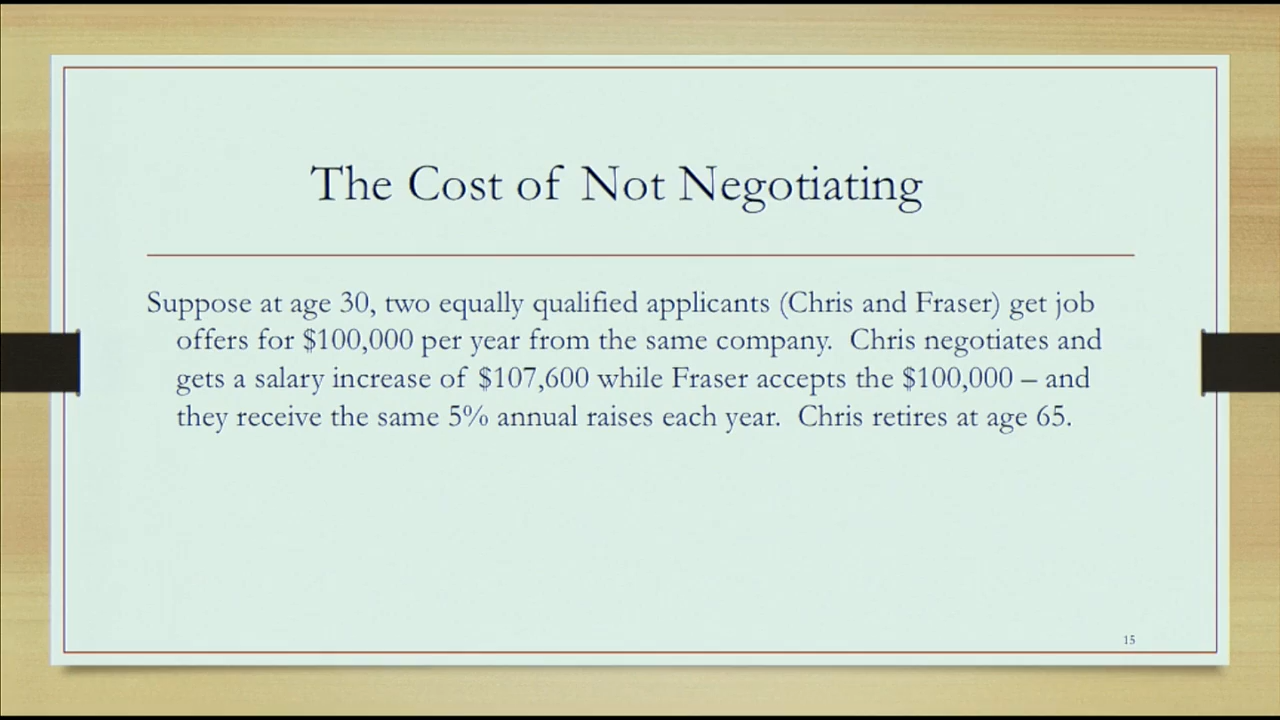 The Cost of Not Negotiating
Suppose at age 30, two equally qualified applicants (Chris and Fraser) get job
offers for $100,000 per year from the same company.  Chris negotiates and
gets a salary increase of $107,600 while Fraser accepts the $100,000 – and
they receive the same 5% annual raises each year.  Chris retires at age 65.
15